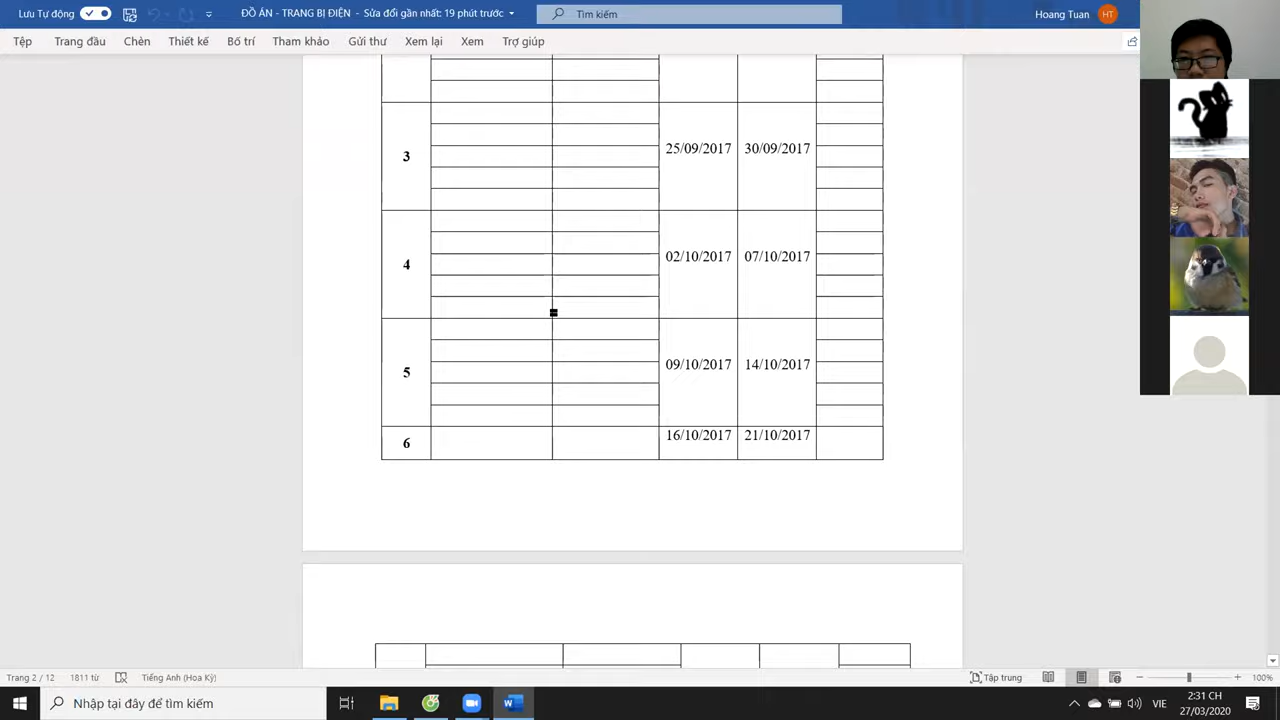 Lưu Tự động
ĐỒ ÁN - TRANG BỊ ĐIỆN - Sửa đổi gần nhất: 19 phút trước
Tìm kiếm
Hoang Tuan
HT
Tệp
Trang đầu
Chèn
Thiết kế
Bố trí
Tham khảo
Gửi thư
Xem lại
Xem
Trợ giúp
3 25/09/2017 30/09/2017
4 02/10/2017 07/10/2017
5 09/10/2017 14/10/2017
6 16/10/2017 21/10/2017
Trang 2 / 12
1811 từ
Tiếng Anh (Hoa Kỳ)
Tập trung
100%
Nhập tại đây để tìm kiếm
VIE
2:31 CH
27/03/2020